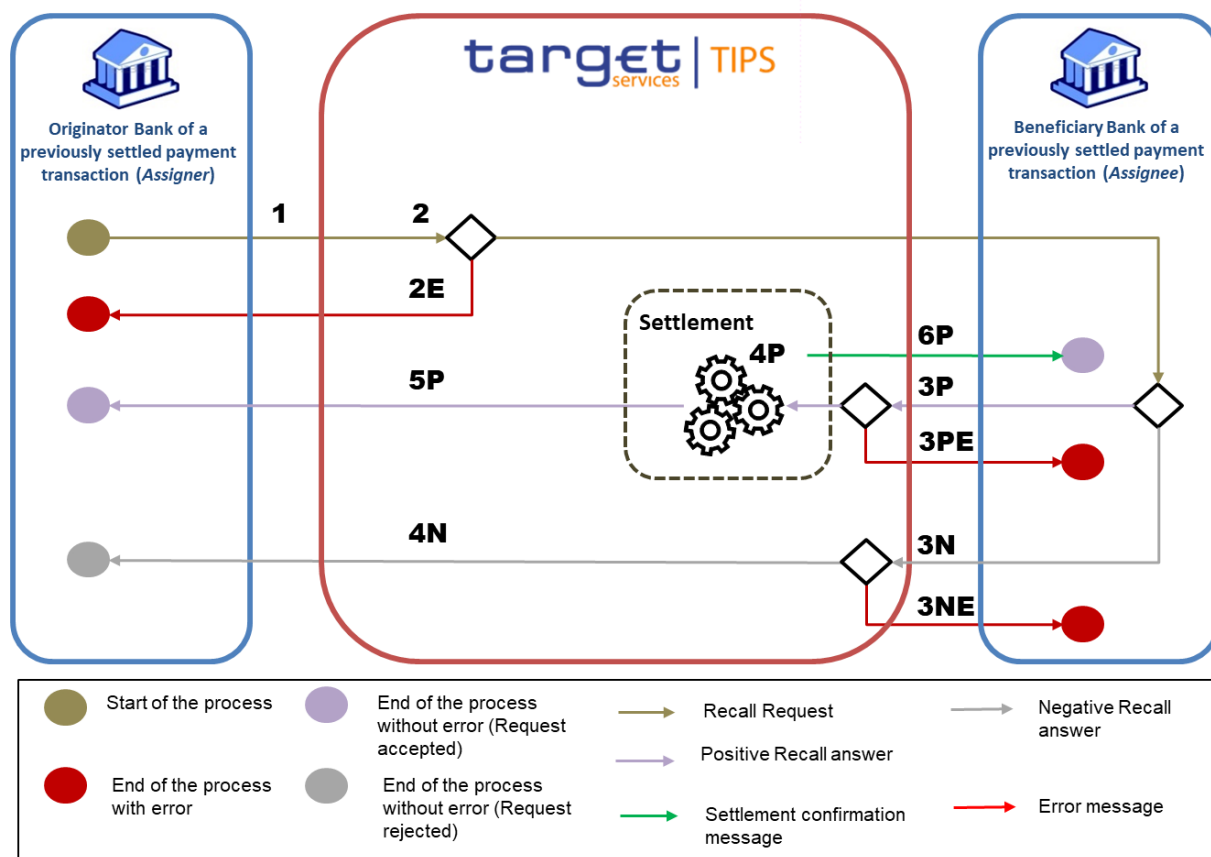 target
services
TIPS
Originator Bank of a
previously settled payment
transaction (Assigner)
Beneficiary Bank of a
previously settled payment
transaction (Assignee)
1
2
2E
Settlement
4P
6P
5P
3P
3PE
4N
3N
3NE
Start of the process
End of the process
with error
End of the process
without error (Request
accepted)
End of the process
without error (Request
rejected)
Recall Request
Positive Recall answer
Settlement confirmation
message
Negative Recall
answer
Error message